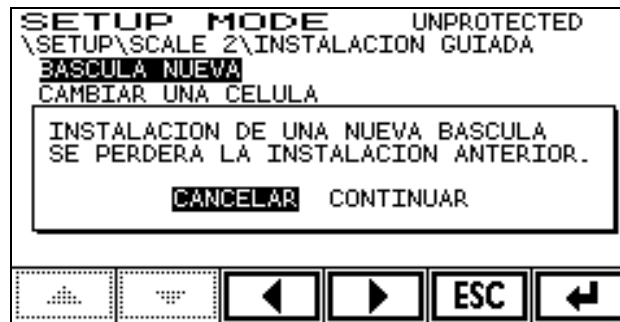 SETUP MODE UNPROTECTED
\SETUP\SCALE 2\INSTALACION GUIADA
BASCULA NUEVA
CAMBIAR UNA CELULA
INSTALACION DE UNA NUEVA BASCULA
SE PERDERA LA INSTALACION ANTERIOR.
CANCELAR CONTINUAR
ESC